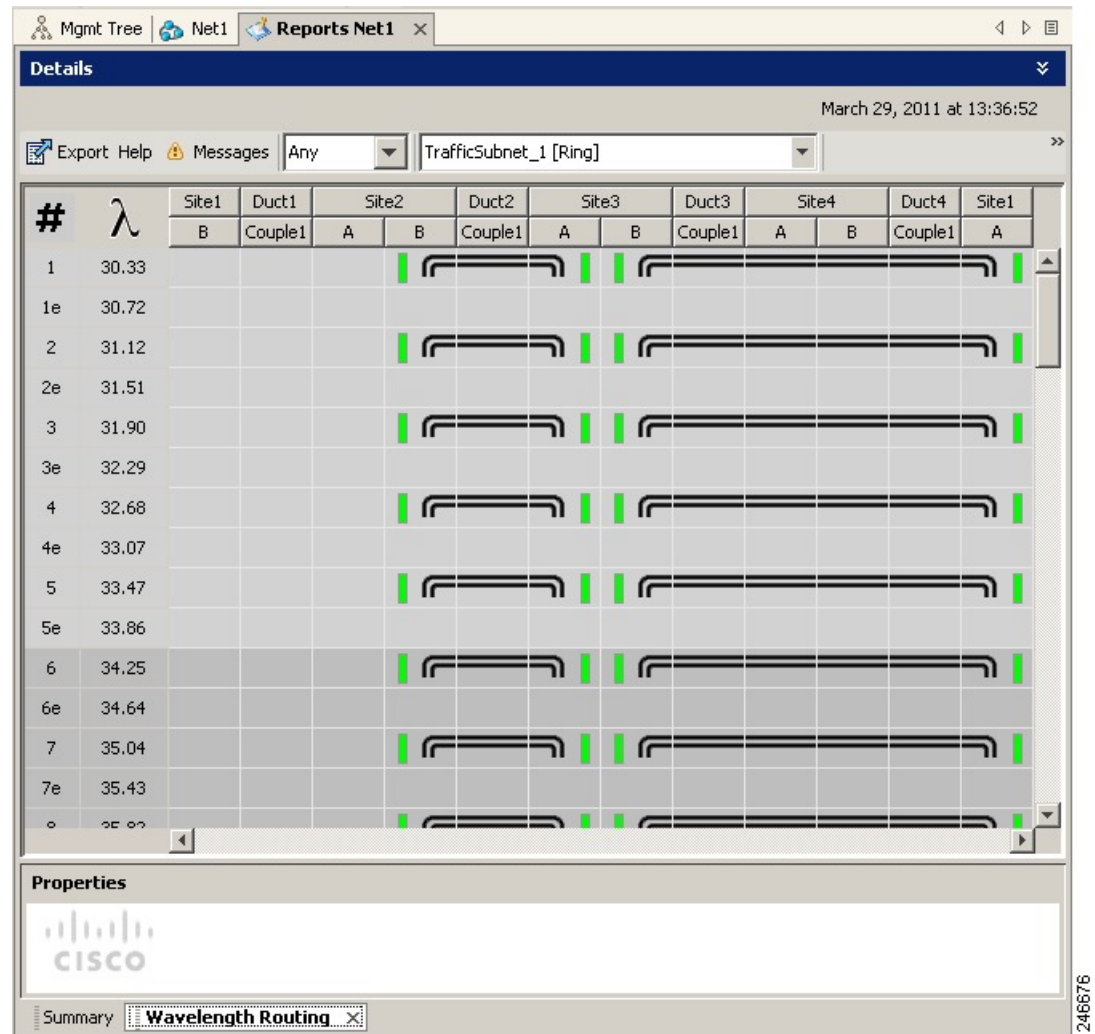 Mgmt Tree Net1 Reports Net1
Details
March 29, 2011 at 13:36:52
Export Help Messages Any TrafficSubnet_1 [Ring] »
# λ Site1 Duct1 Site2 Duct2 Site3 Duct3 Site4 Duct4 Site1
B Couple1 A B Couple1 A B Couple1 A B Couple1 A
1 30.33
1e 30.72
2 31.12
2e 31.51
3 31.90
3e 32.29
4 32.68
4e 33.07
5 33.47
5e 33.86
6 34.25
6e 34.64
7 35.04
7e 35.43
Properties
CISCO
Summary Wavelength Routing
246676